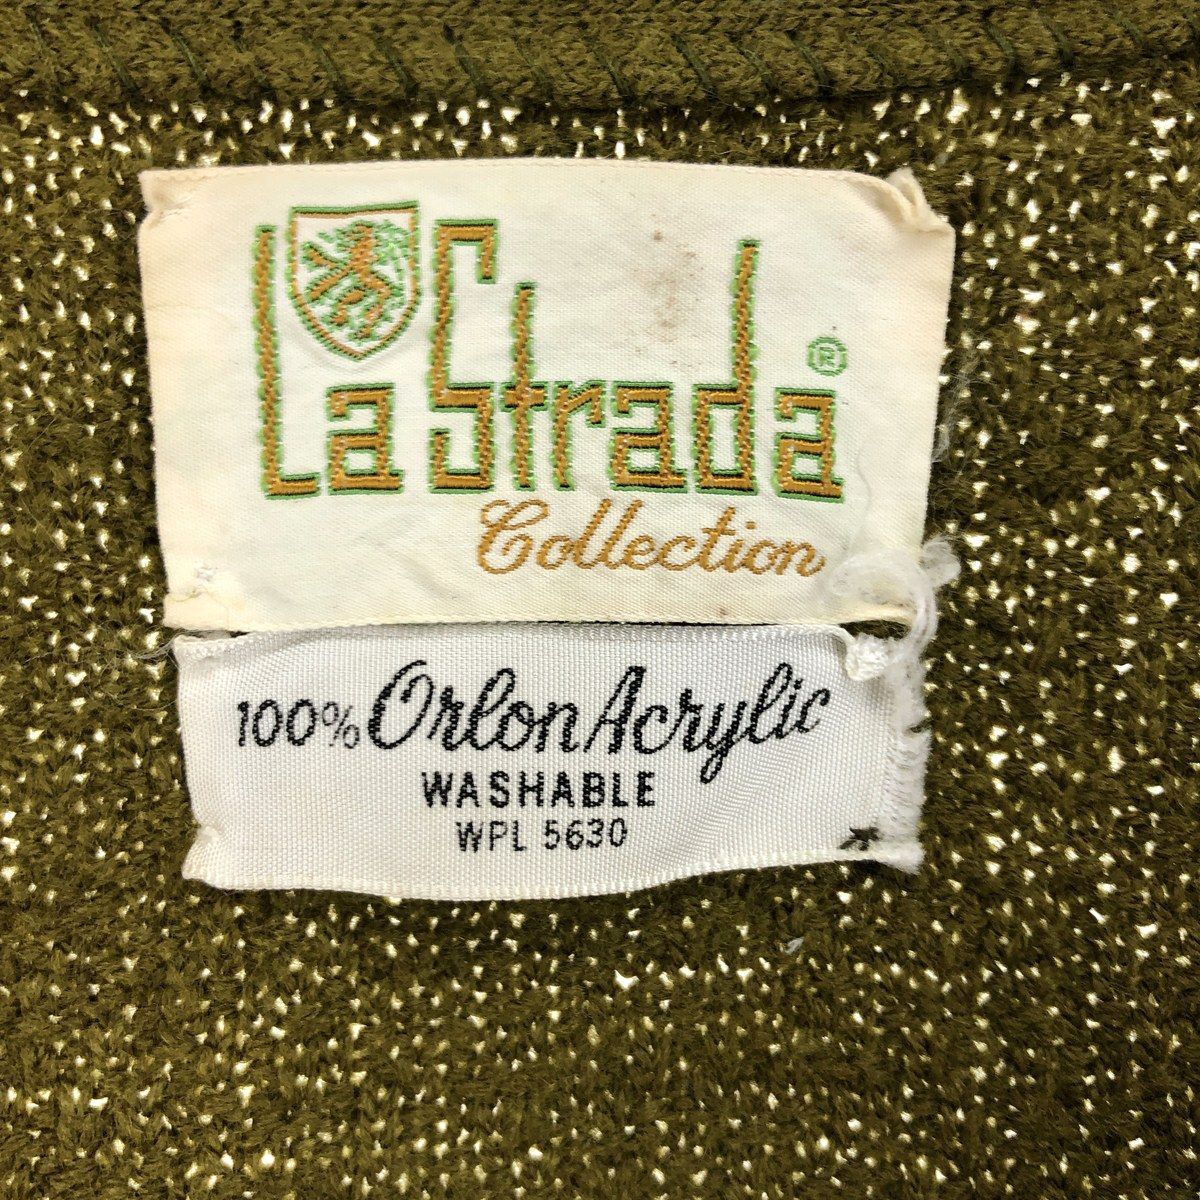 La Strada ®
Collection
100% Orlon Acrylic
WASHABLE
WPL 5630